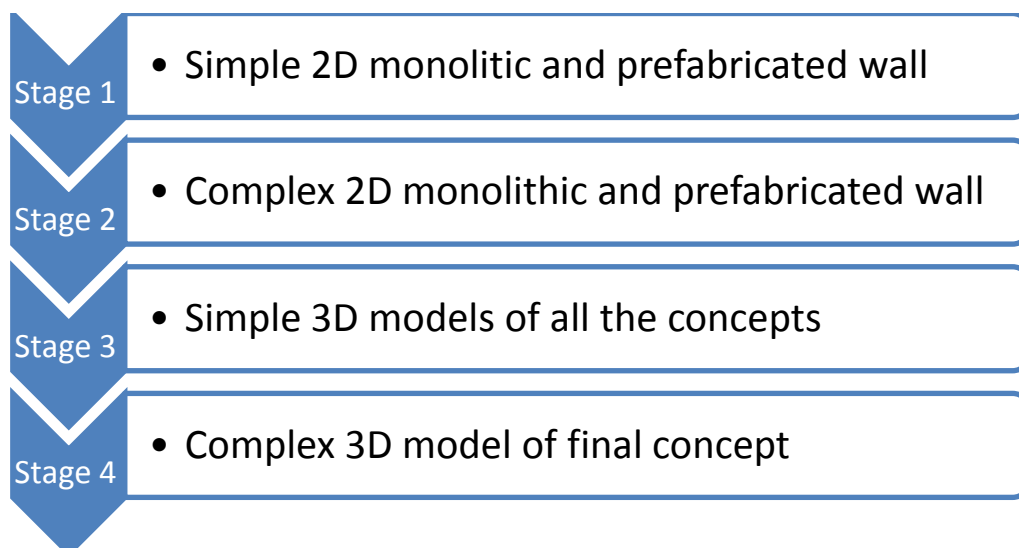 Stage 1
• Simple 2D monolitic and prefabricated wall
Stage 2
• Complex 2D monolithic and prefabricated wall
Stage 3
• Simple 3D models of all the concepts
Stage 4
• Complex 3D model of final concept